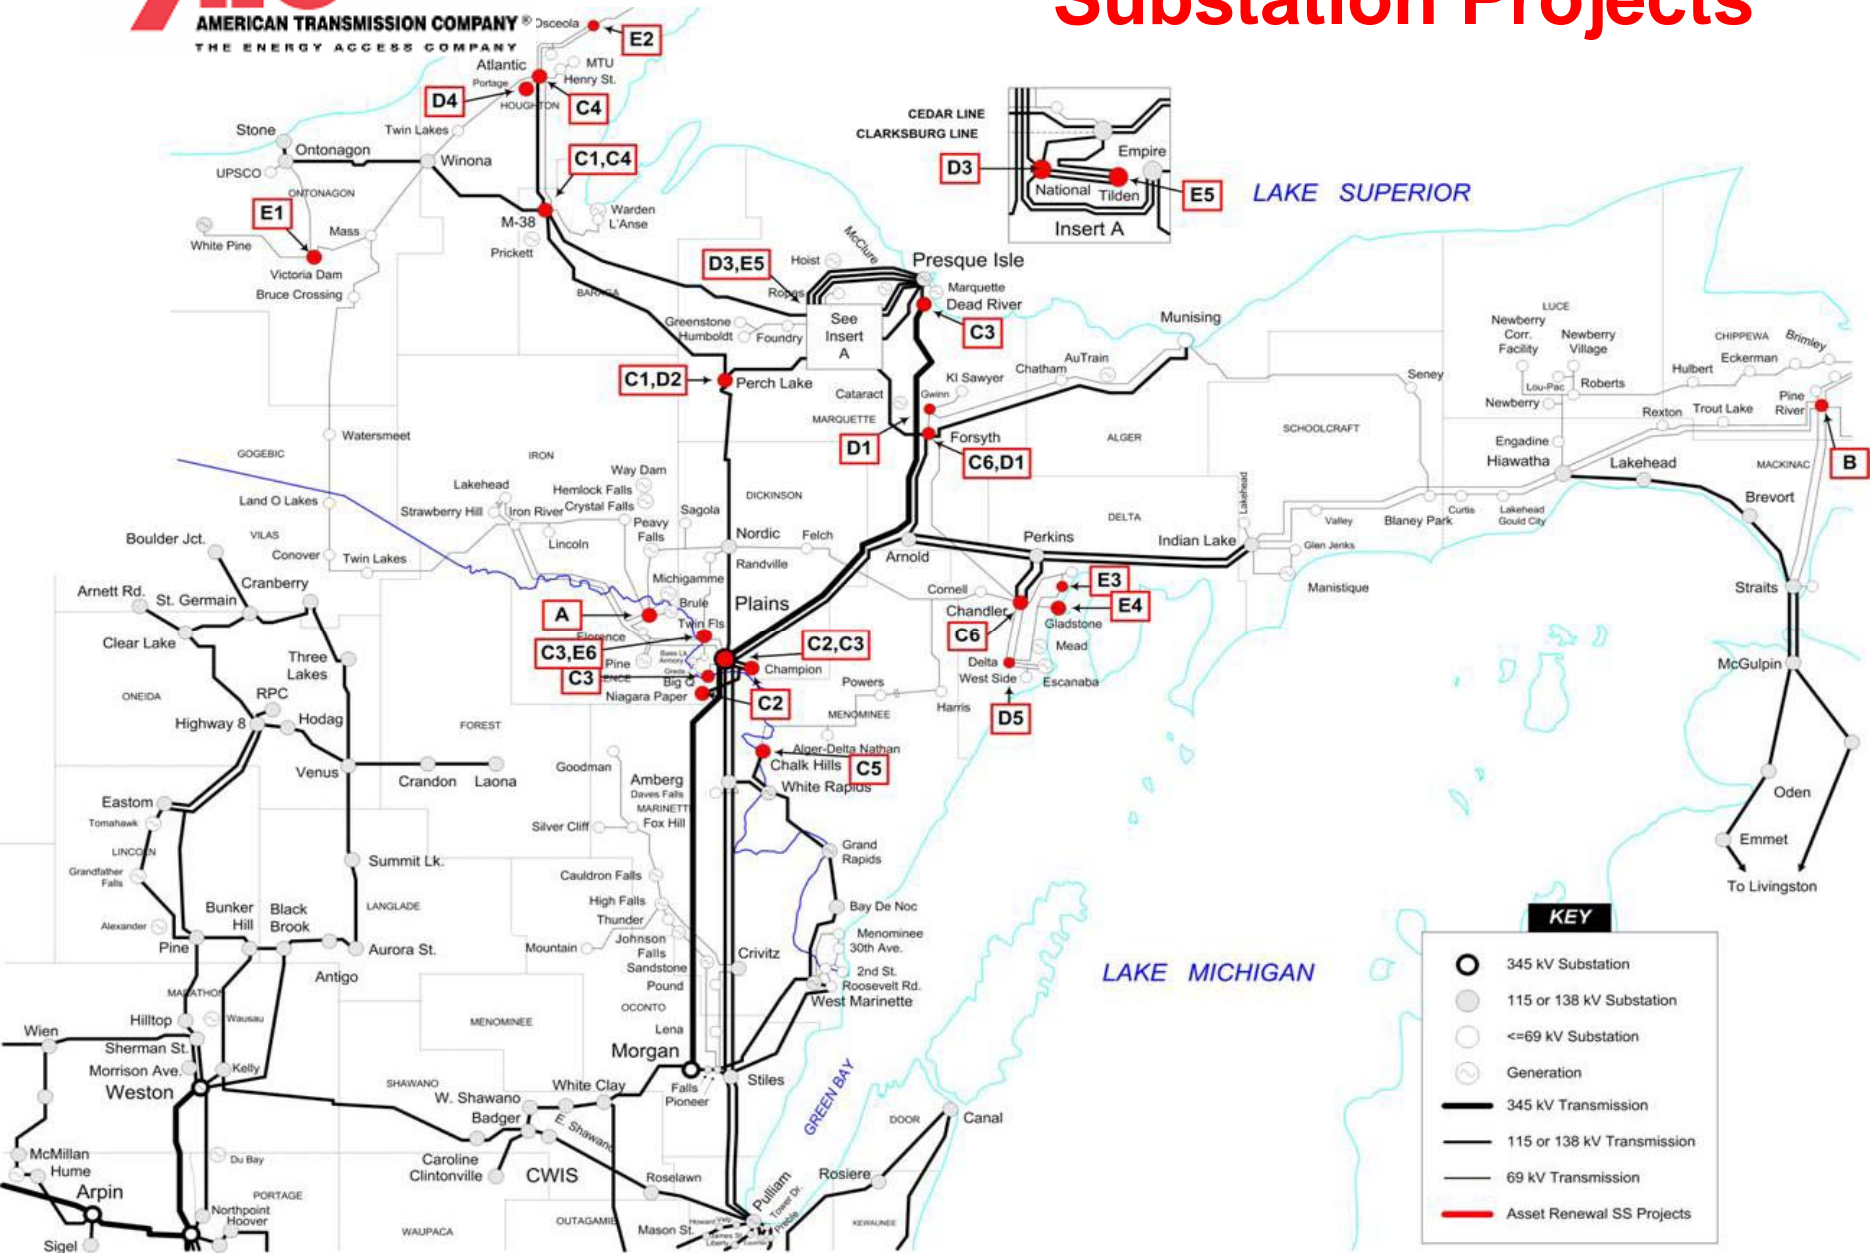 Substation Projects
AMERICAN TRANSMISSION COMPANY®
THE ENERGY ACCESS COMPANY
Osceola
E2
Atlantic
MTU
Portage
Henry St.
D4
HOUGHTON
C4
Twin Lakes
Stone
Ontonagon
Winona
UPSCO
C1,C4
ONTONAGON
E1
Warden
L'Anse
M-38
Mass
White Pine
Prickett
Victoria Dam
Bruce Crossing
BARAGA
CEDAR LINE
CLARKSBURG LINE
Empire
D3
National
Tilden
E5
Insert A
LAKE SUPERIOR
D3,E5
Hoist
McClure
Presque Isle
Ropes
Marquette
Dead River
Greenstone
Humboldt
Foundry
See
Insert
A
C3
Munising
LUCE
Newberry
Corr.
Facility
Newberry
Village
CHIPPEWA
Brimley
Eckerman
Hulbert
AuTrain
Chatham
KI Sawyer
C1,D2
Perch Lake
Cataract
Gwinn
Seney
Lou-Pac
Roberts
Newberry
Pine
River
Rexton
Trout Lake
MARQUETTE
D1
Forsyth
C6,D1
ALGER
SCHOOLCRAFT
Engadine
Hiawatha
Lakehead
MACKINAC
B
Watersmeet
GOGEBIC
IRON
Way Dam
Lakehead
Hemlock Falls
Crystal Falls
DICKINSON
Land O Lakes
Strawberry Hill
Iron River
Sagola
Peavy
Falls
Lakehead
Brevort
Curtis
Lakehead
Gould City
Valley
Blaney Park
DELTA
VILAS
Boulder Jct.
Conover
Twin Lakes
Lincoln
Nordic
Felch
Randville
Arnold
Perkins
Indian Lake
Glen Jenks
Manistique
Straits
Michigamme
Arnett Rd.
St. Germain
Cranberry
Brule
Plains
Cornell
E3
E4
Chandler
Gladstone
C6
Mead
A
Twin Fls
Florence
C3,E6
C2,C3
Clear Lake
Three
Lakes
Pine
Champion
C3
Big Q
Niagara Paper
C2
Delta
West Side
Escanaba
D5
McGulpin
ONEIDA
RPC
Powers
Harris
MENOMINEE
Highway 8
Hodag
FOREST
Alger-Delta Nathan
Chalk Hills
C5
White Rapids
Venus
Crandon
Laona
Goodman
Amberg
Daves Falls
MARINETT
Oden
Eastom
Tomahawk
Silver Cliff
Fox Hill
Emmet
LINCOLN
Summit Lk.
Grand
Rapids
Grandfather
Falls
Cauldron Falls
To Livingston
Bunker
Hill
Black
Brook
LANGLADE
High Falls
Thunder
Bay De Noc
Alexander
Pine
Aurora St.
Mountain
Johnson
Falls
Menominee
30th Ave.
Crivitz
Antigo
Sandstone
Pound
2nd St.
Roosevelt Rd.
West Marinette
LAKE MICHIGAN
MARATHON
OCONTO
Hilltop
Wausau
MENOMINEE
Wien
Sherman St.
Lena
Morrison Ave.
Kelly
Morgan
Weston
SHAWANO
White Clay
Stiles
Falls
Pioneer
W. Shawano
Badger
E. Shawano
GREEN BAY
DOOR
Canal
McMillan
Hume
Du Bay
Caroline
Clintonville
CWIS
Roselawn
Rosiere
Arpin
PORTAGE
Northpoint
Hoover
Pulliam
Tower Dr.
Preble
Sigel
WAUPACA
OUTAGAMIE
Mason St.
KEWAUNEE
KEY
345 kV Substation
115 or 138 kV Substation
<=69 kV Substation
Generation
345 kV Transmission
115 or 138 kV Transmission
69 kV Transmission
Asset Renewal SS Projects